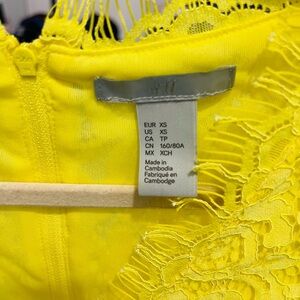 EUR XS
US XS
CA TP
CN 160/80A
MX XCH
Made in
Cambodia
Fabriqué en
Cambodge